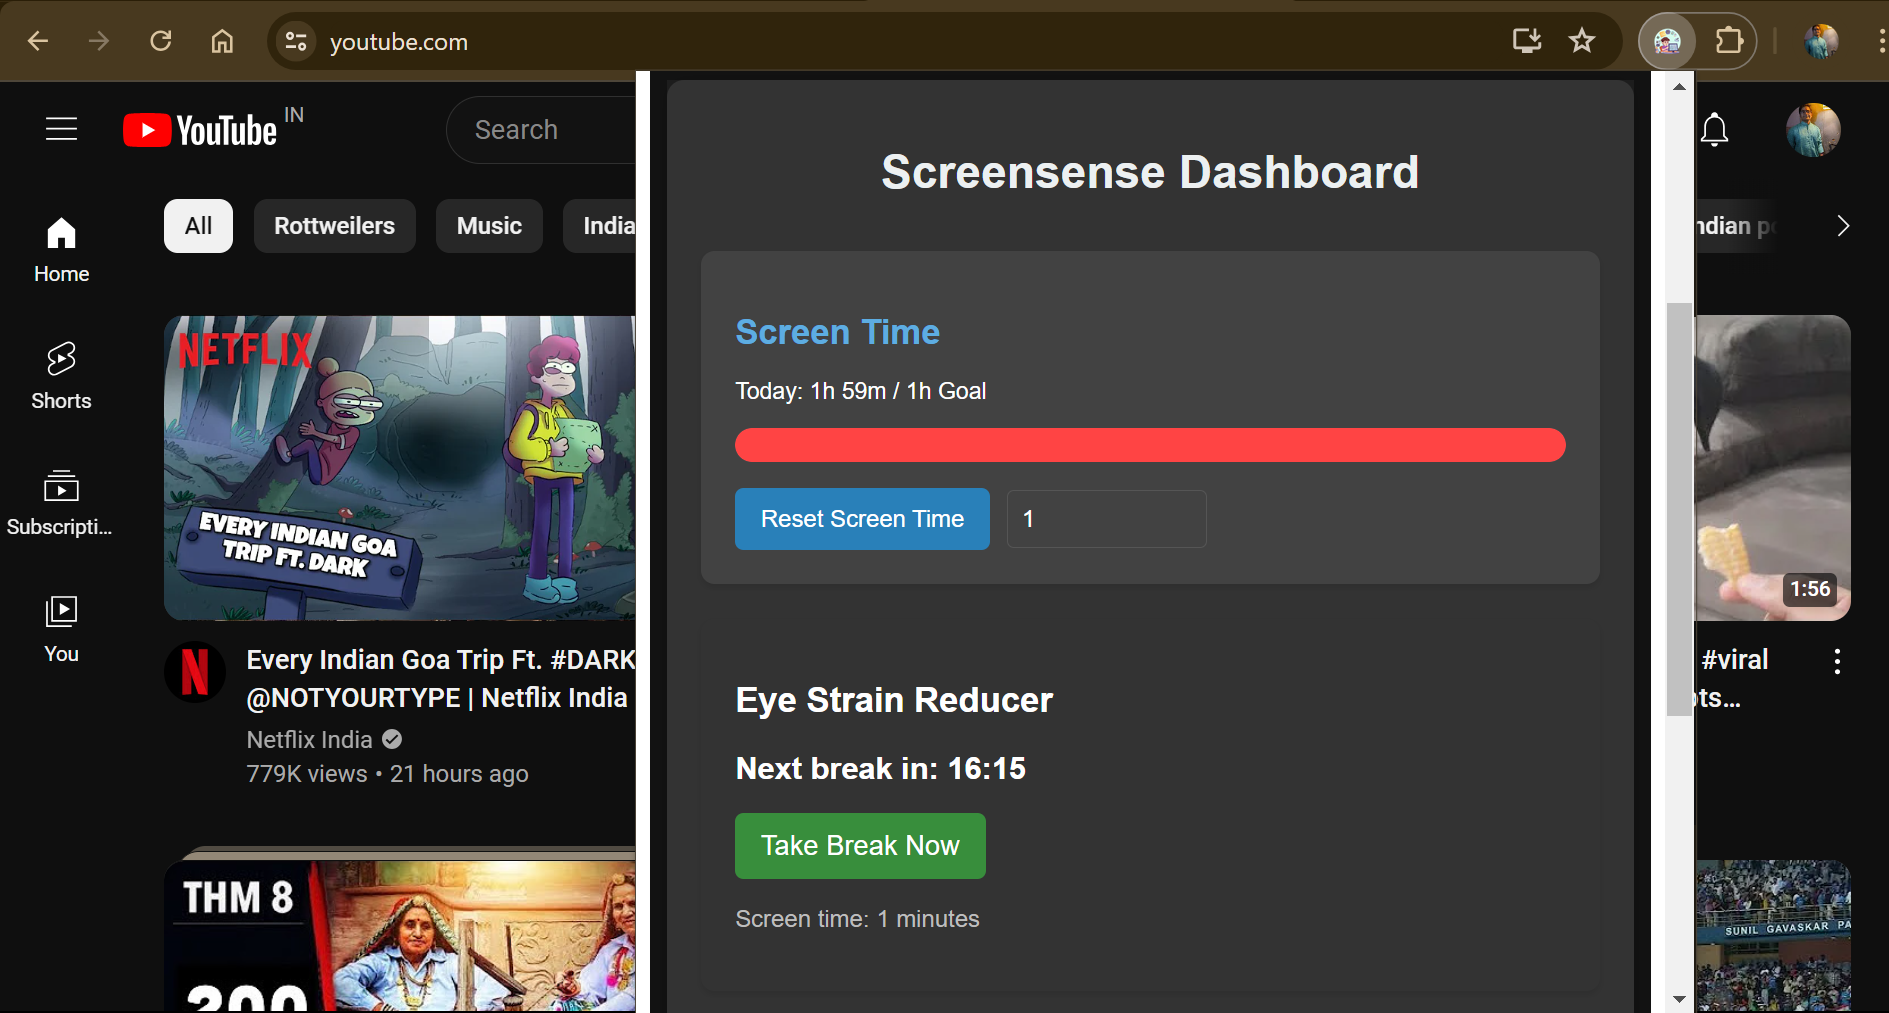 youtube.com
YouTube IN
Search
All
Rottweilers
Music
India
ndian po
Home
Shorts
Subscripti...
You
NETFLIX
EVERY INDIAN GOA
TRIP FT. DARK
Every Indian Goa Trip Ft. #DARK
@NOTYOURTYPE | Netflix India
Netflix India
779K views • 21 hours ago
THM 8
200
Screensense Dashboard
Screen Time
Today: 1h 59m / 1h Goal
Reset Screen Time
1
Eye Strain Reducer
Next break in: 16:15
Take Break Now
Screen time: 1 minutes
1:56
#viral
ts...
SUNIL GAVASKAR PA